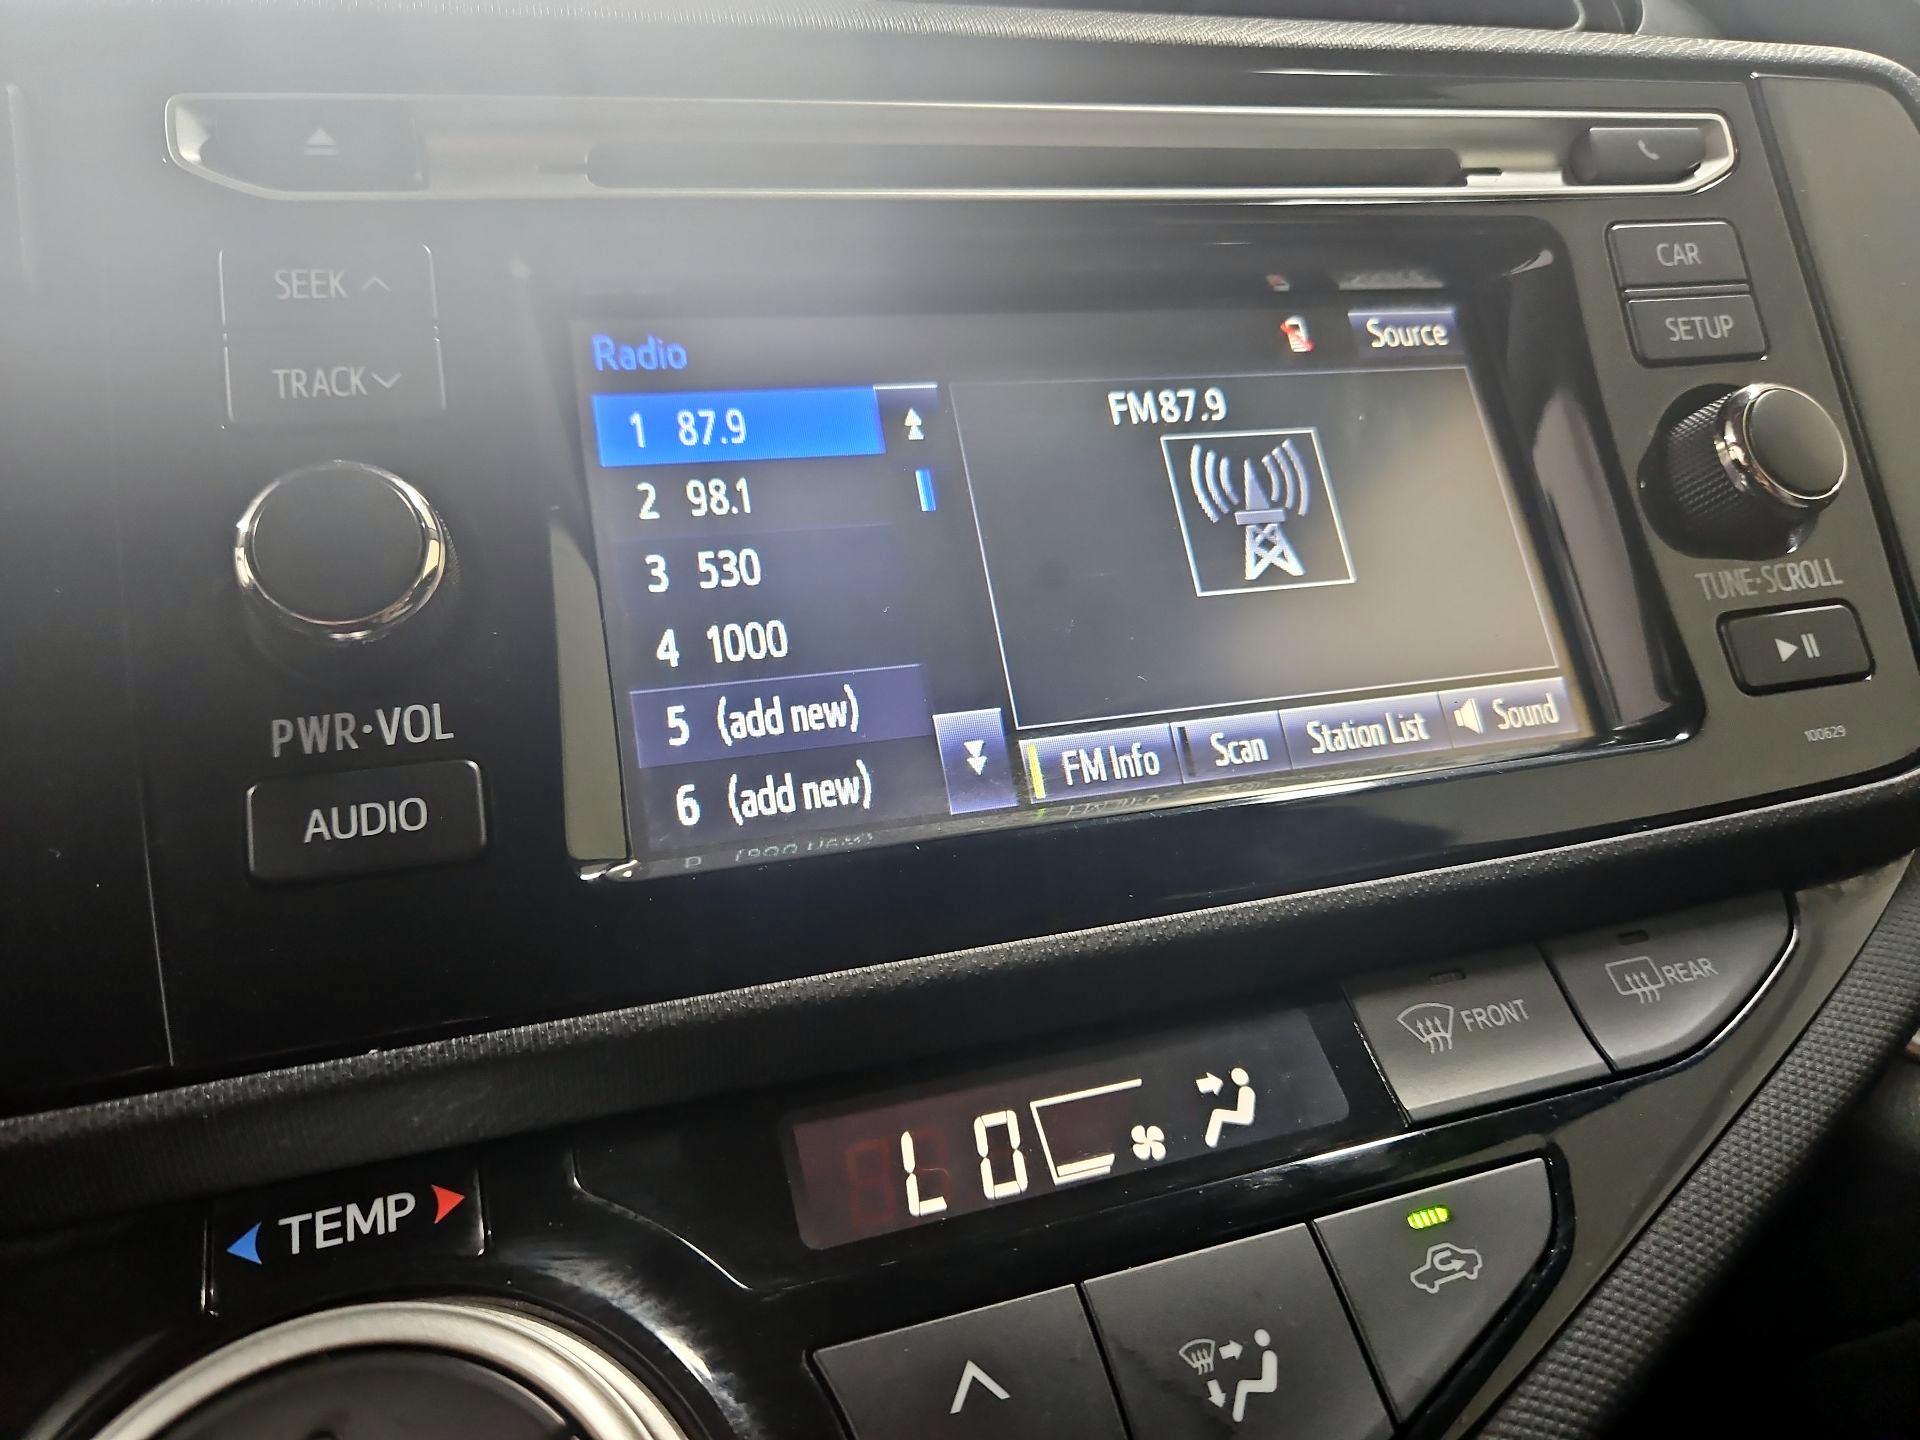 SEEK
TRACK
PWR·VOL
AUDIO
Radio
Source
1 87.9
2 98.1
3 530
4 1000
5 (add new)
6 (add new)
FM87.9
FM Info
Scan
Station List
Sound
CAR
SETUP
TUNE·SCROLL
100629
FRONT
REAR
LO
TEMP